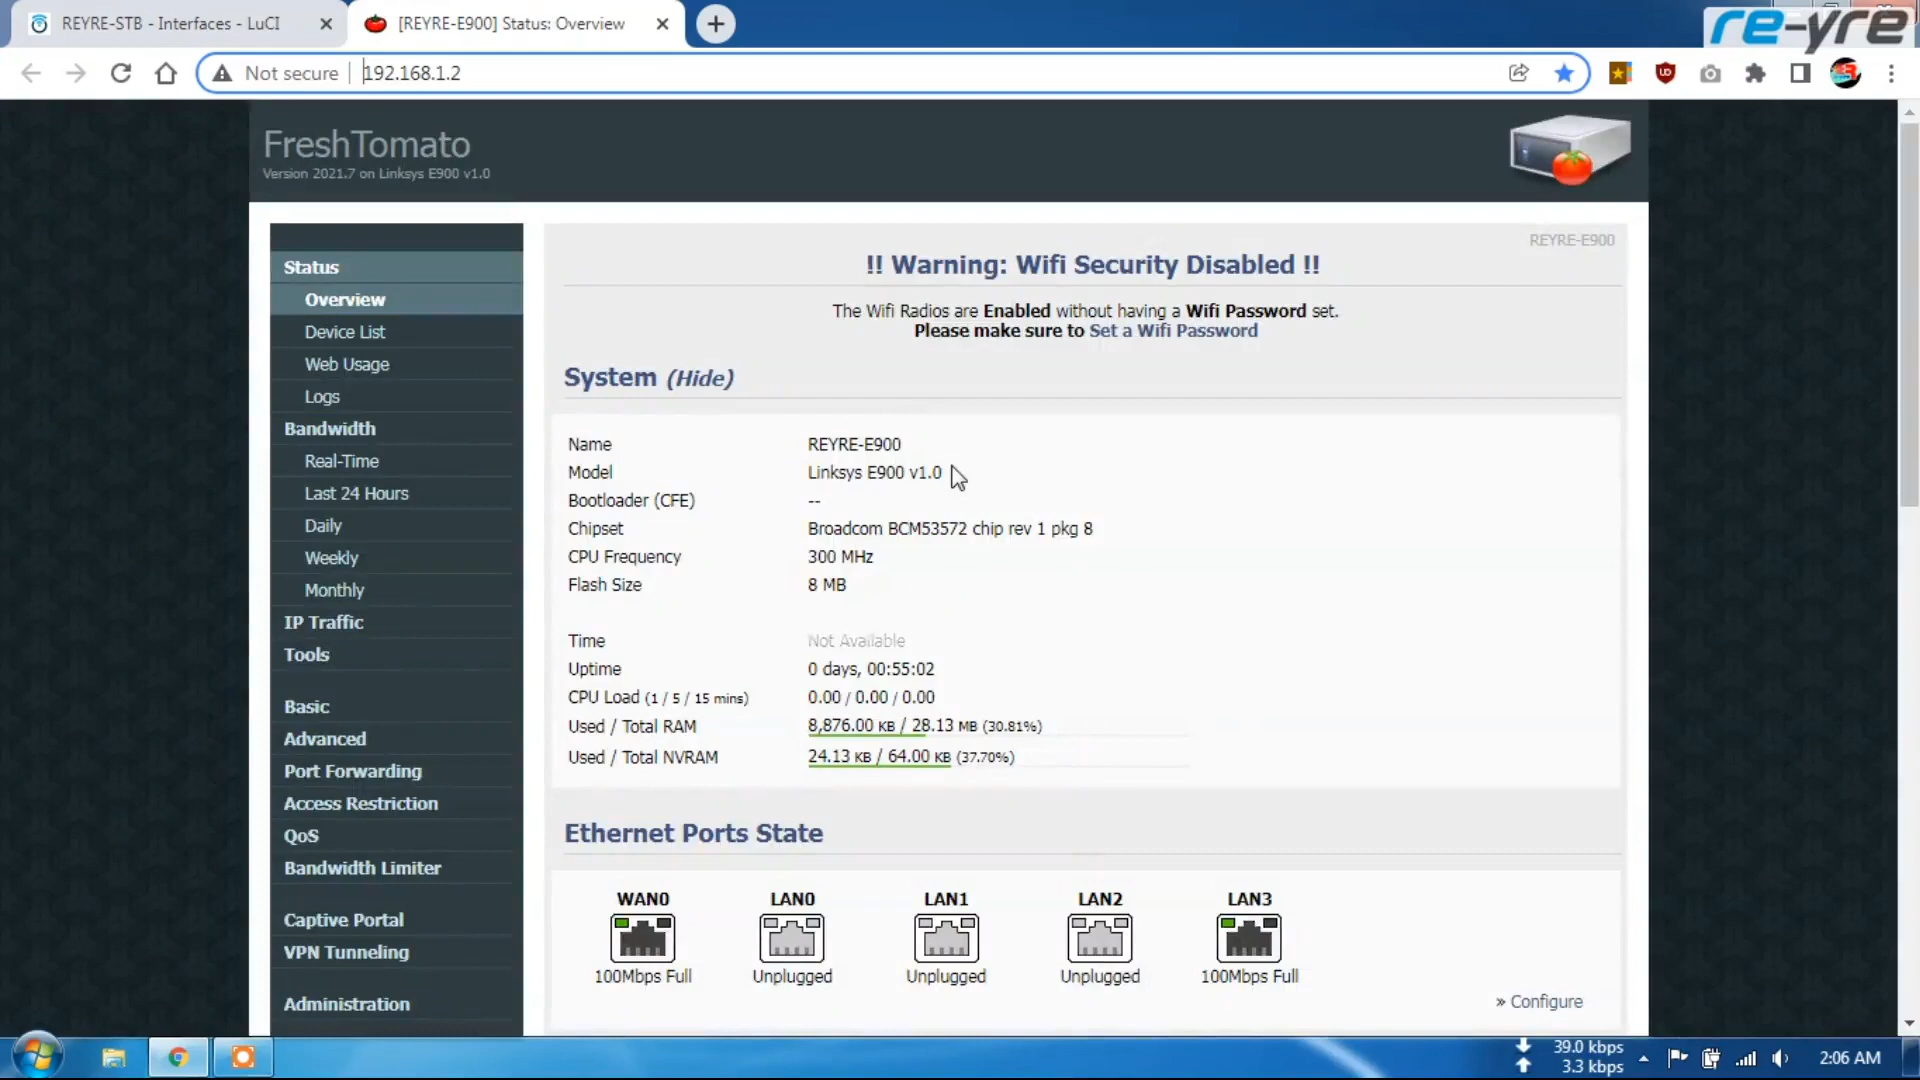 REYRE-STB - Interfaces - LuCI
[REYRE-E900] Status: Overview
re-yre
Not secure
192.168.1.2
FreshTomato
Version 2021.7 on Linksys E900 v1.0
REYRE-E900
Status
Overview
Device List
Web Usage
Logs
Bandwidth
Real-Time
Last 24 Hours
Daily
Weekly
Monthly
IP Traffic
Tools
Basic
Advanced
Port Forwarding
Access Restriction
QoS
Bandwidth Limiter
Captive Portal
VPN Tunneling
Administration
!! Warning: Wifi Security Disabled !!
The Wifi Radios are Enabled without having a Wifi Password set.
Please make sure to Set a Wifi Password
System (Hide)
Name REYRE-E900
Model Linksys E900 v1.0
Bootloader (CFE) --
Chipset Broadcom BCM53572 chip rev 1 pkg 8
CPU Frequency 300 MHz
Flash Size 8 MB
Time Not Available
Uptime 0 days, 00:55:02
CPU Load (1 / 5 / 15 mins) 0.00 / 0.00 / 0.00
Used / Total RAM 8,876.00 KB / 28.13 MB (30.81%)
Used / Total NVRAM 24.13 KB / 64.00 KB (37.70%)
Ethernet Ports State
WAN0 LAN0 LAN1 LAN2 LAN3
100Mbps Full Unplugged Unplugged Unplugged 100Mbps Full
» Configure
39.0 kbps
3.3 kbps
2:06 AM